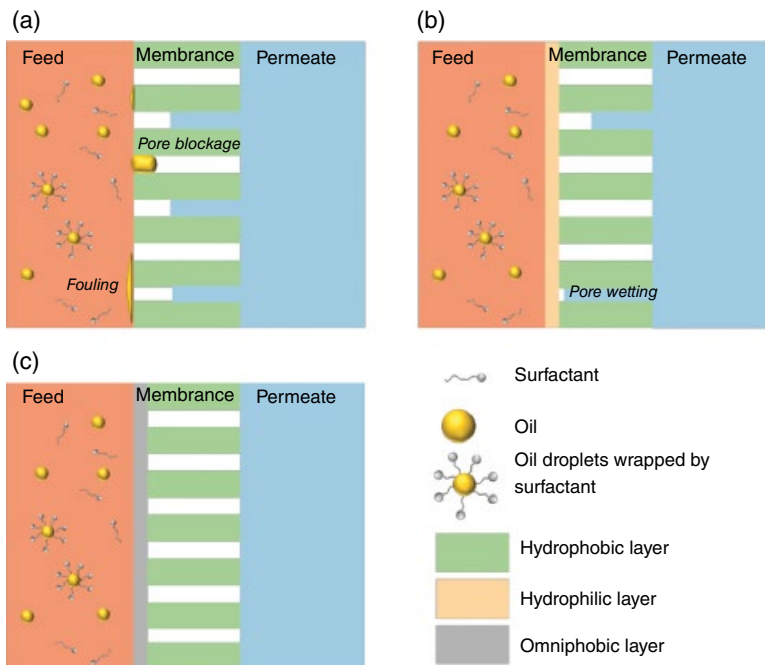 (a)
Feed
Membrance
Permeate
Pore blockage
Fouling
(b)
Feed
Membrance
Permeate
Pore wetting
(c)
Feed
Membrance
Permeate
Surfactant
Oil
Oil droplets wrapped by
surfactant
Hydrophobic layer
Hydrophilic layer
Omniphobic layer